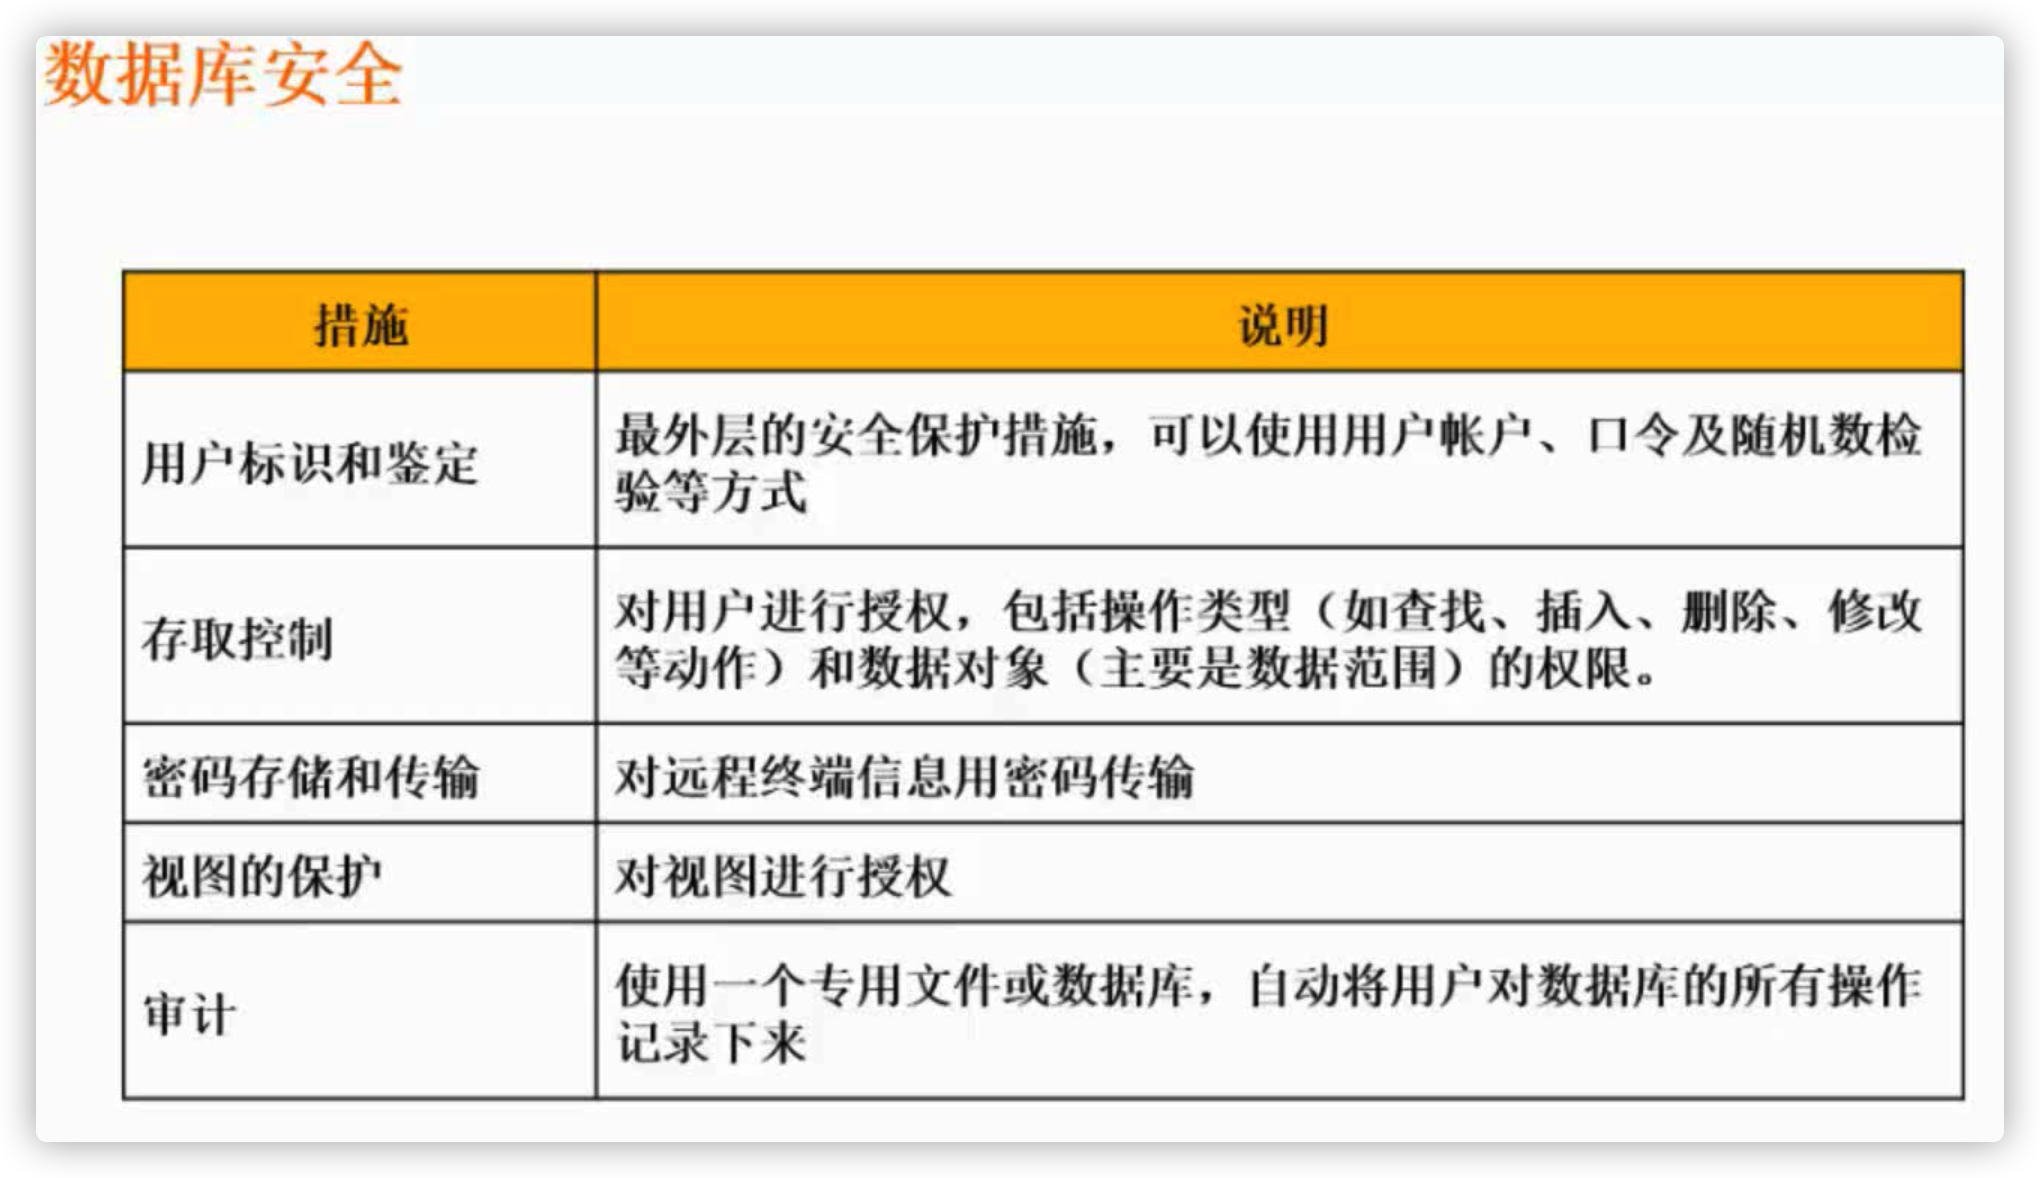 数据库安全
措施
说明
用户标识和鉴定
最外层的安全保护措施，可以使用用户帐户、口令及随机数检
验等方式
存取控制
对用户进行授权，包括操作类型（如查找、插入、删除、修改
等动作）和数据对象（主要是数据范围）的权限。
密码存储和传输
对远程终端信息用密码传输
视图的保护
对视图进行授权
审计
使用一个专用文件或数据库，自动将用户对数据库的所有操作
记录下来